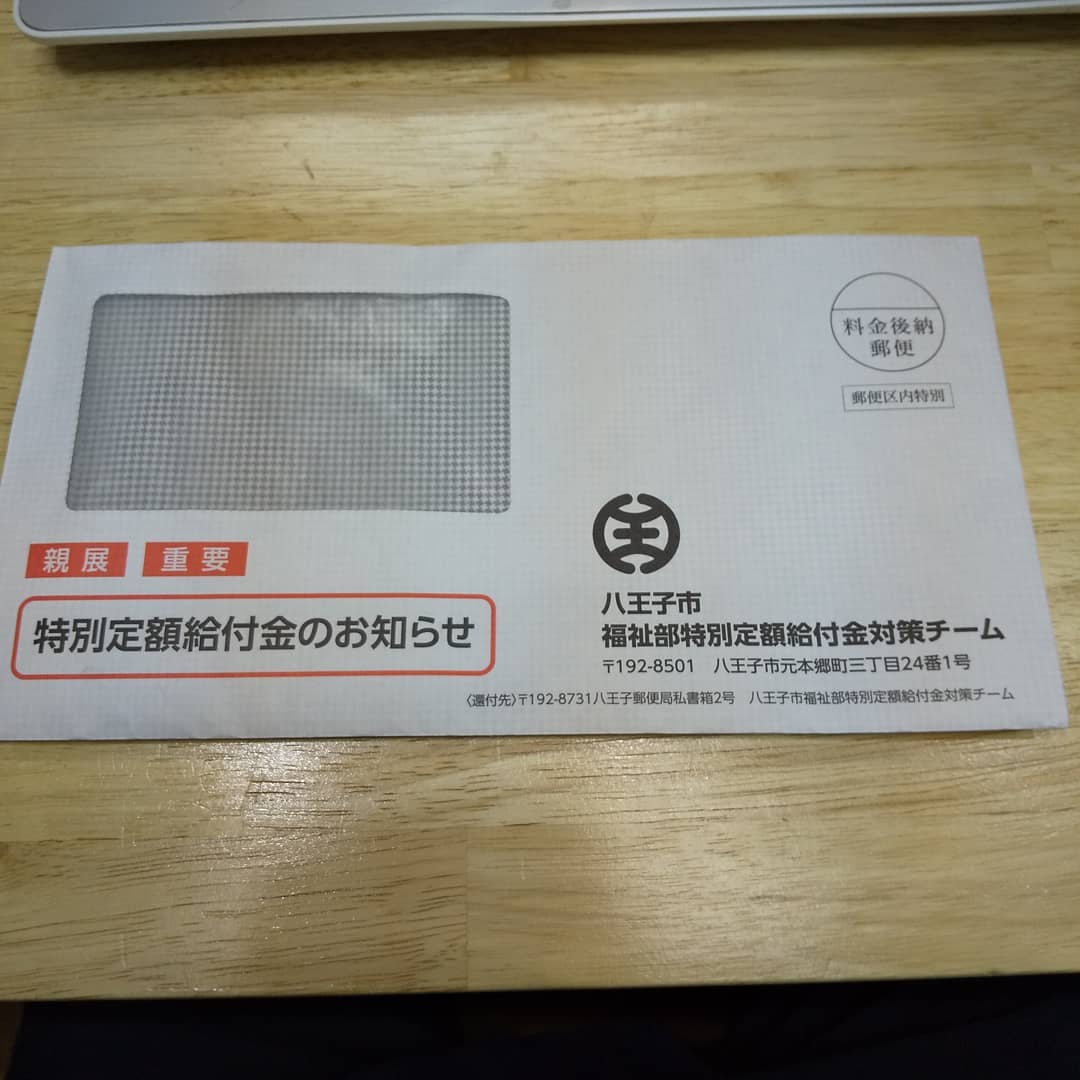 料金後納
郵便
郵便区内特別
親展 重要
特別定額給付金のお知らせ
八王子市
福祉部特別定額給付金対策チーム
〒192-8501 八王子市元本郷町三丁目24番1号
〈還付先〉〒192-8731八王子郵便局私書箱2号 八王子市福祉部特別定額給付金対策チーム